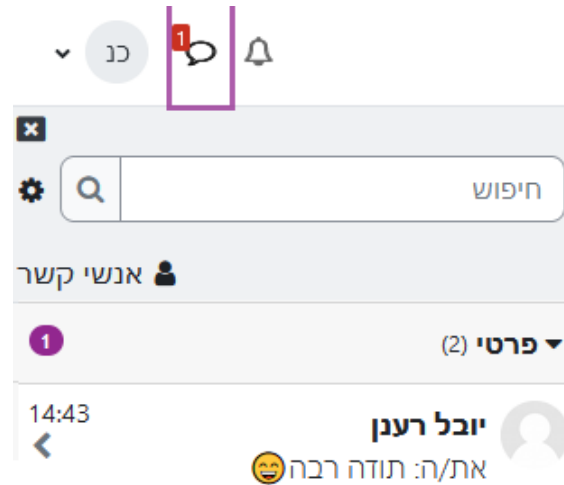 1 כנ
חיפוש
אנשי קשר
פרטי (2) 1
יובל רענן 14:43
את/ה: תודה רבה😄